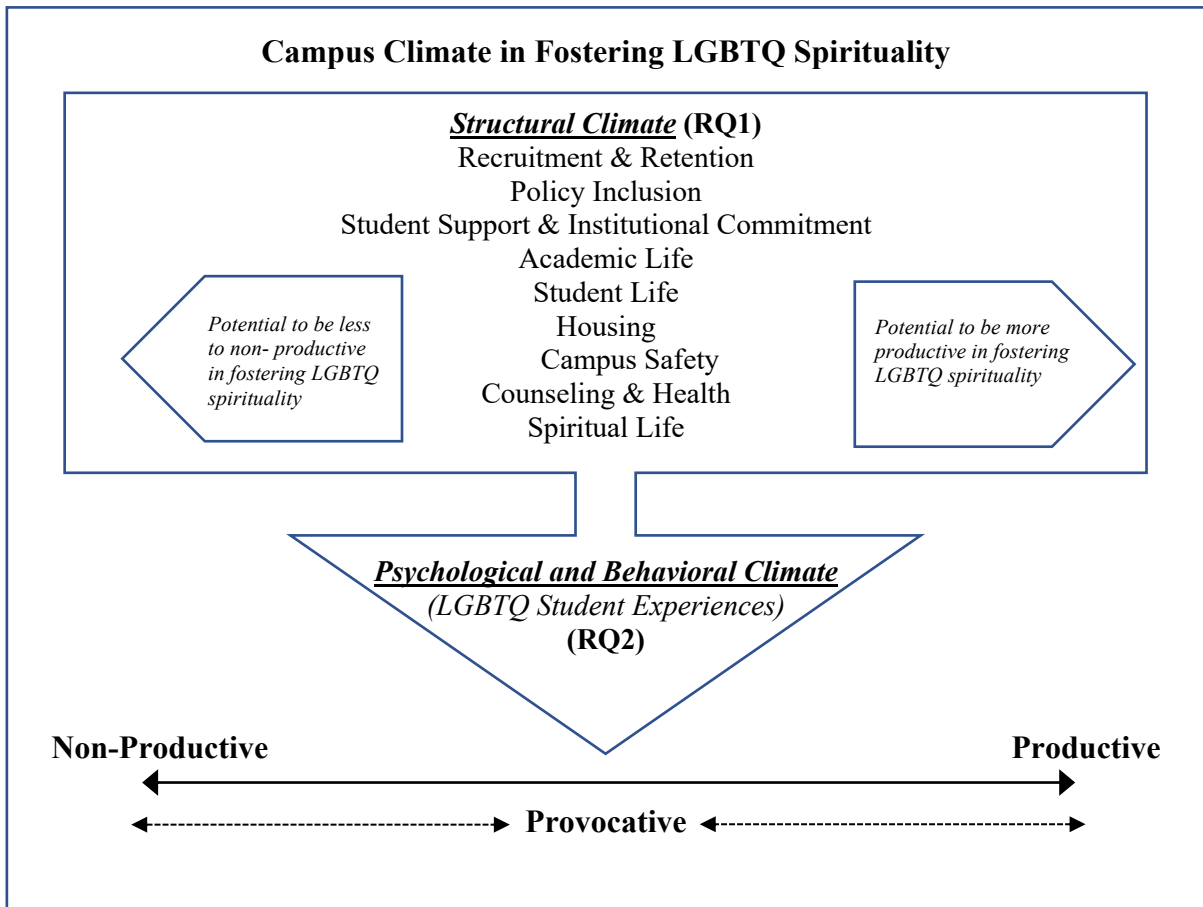 Campus Climate in Fostering LGBTQ Spirituality
Structural Climate (RQ1)
Recruitment & Retention
Policy Inclusion
Student Support & Institutional Commitment
Academic Life
Student Life
Housing
Campus Safety
Counseling & Health
Spiritual Life
Potential to be less
to non- productive
in fostering LGBTQ
spirituality
Potential to be more
productive in fostering
LGBTQ spirituality
Psychological and Behavioral Climate
(LGBTQ Student Experiences)
(RQ2)
Non-Productive
Productive
Provocative